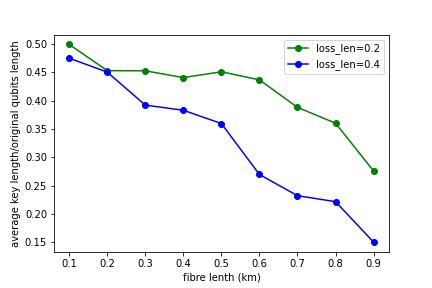 0.50
0.45
0.40
0.35
0.30
0.25
0.20
0.15
average key length/original qubits length
loss_len=0.2
loss_len=0.4
0.1 0.2 0.3 0.4 0.5 0.6 0.7 0.8 0.9
fibre lenth (km)